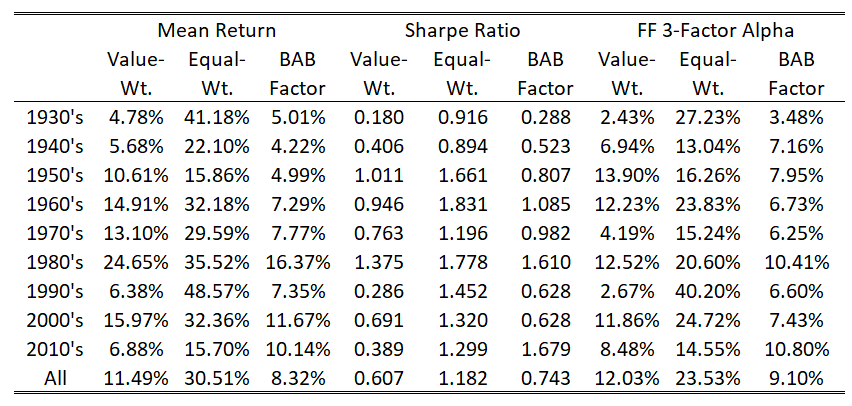 Mean Return Sharpe Ratio FF 3-Factor Alpha
Value- Equal- BAB Value- Equal- BAB Value- Equal- BAB
Wt. Wt. Factor Wt. Wt. Factor Wt. Wt. Factor
1930's 4.78% 41.18% 5.01% 0.180 0.916 0.288 2.43% 27.23% 3.48%
1940's 5.68% 22.10% 4.22% 0.406 0.894 0.523 6.94% 13.04% 7.16%
1950's 10.61% 15.86% 4.99% 1.011 1.661 0.807 13.90% 16.26% 7.95%
1960's 14.91% 32.18% 7.29% 0.946 1.831 1.085 12.23% 23.83% 6.73%
1970's 13.10% 29.59% 7.77% 0.763 1.196 0.982 4.19% 15.24% 6.25%
1980's 24.65% 35.52% 16.37% 1.375 1.778 1.610 12.52% 20.60% 10.41%
1990's 6.38% 48.57% 7.35% 0.286 1.452 0.628 2.67% 40.20% 6.60%
2000's 15.97% 32.36% 11.67% 0.691 1.320 0.628 11.86% 24.72% 7.43%
2010's 6.88% 15.70% 10.14% 0.389 1.299 1.679 8.48% 14.55% 10.80%
All 11.49% 30.51% 8.32% 0.607 1.182 0.743 12.03% 23.53% 9.10%